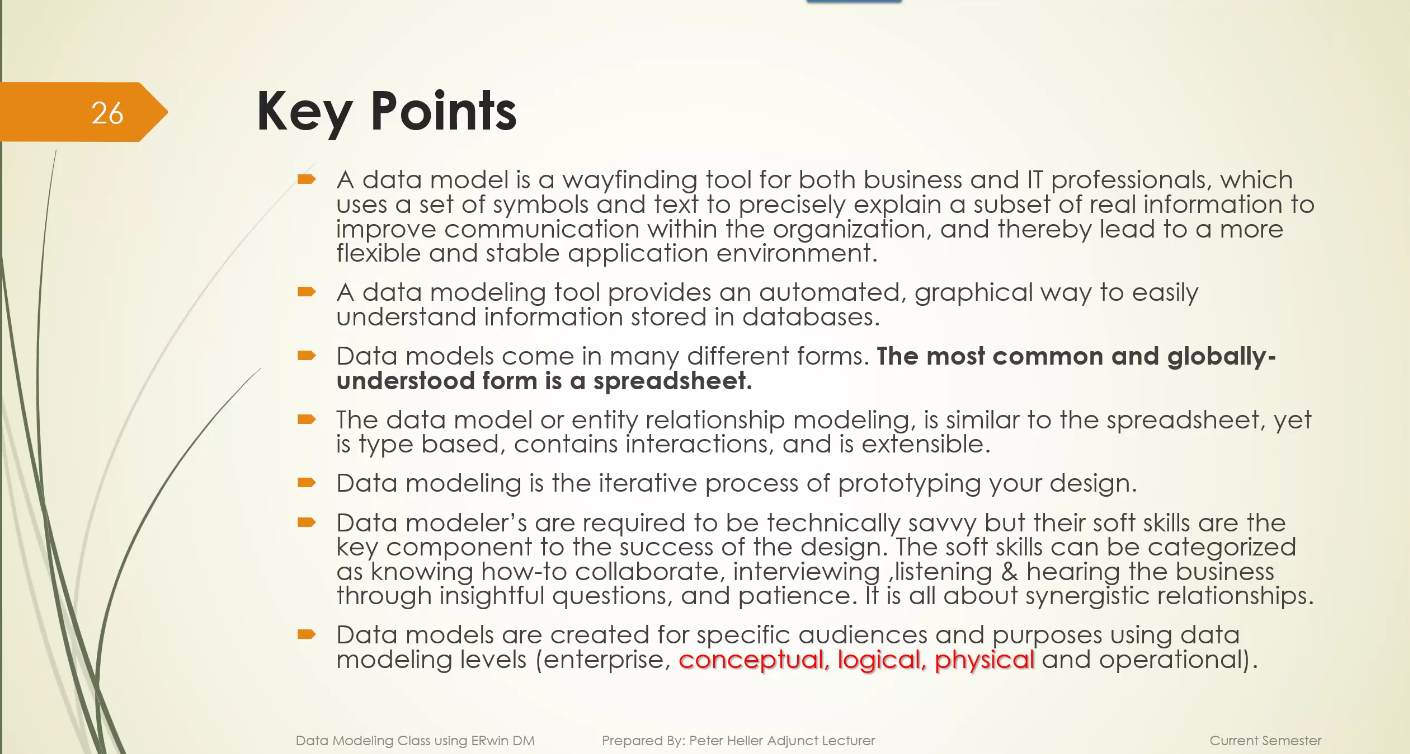 26
Key Points
A data model is a wayfinding tool for both business and IT professionals, which
uses a set of symbols and text to precisely explain a subset of real information to
improve communication within the organization, and thereby lead to a more
flexible and stable application environment.
A data modeling tool provides an automated, graphical way to easily
understand information stored in databases.
Data models come in many different forms. The most common and globally-
understood form is a spreadsheet.
The data model or entity relationship modeling, is similar to the spreadsheet, yet
is type based, contains interactions, and is extensible.
Data modeling is the iterative process of prototyping your design.
Data modeler’s are required to be technically savvy but their soft skills are the
key component to the success of the design. The soft skills can be categorized
as knowing how-to collaborate, interviewing ,listening & hearing the business
through insightful questions, and patience. It is all about synergistic relationships.
Data models are created for specific audiences and purposes using data
modeling levels (enterprise, conceptual, logical, physical and operational).
Data Modeling Class using ERwin DM Prepared By: Peter Heller Adjunct Lecturer Current Semester